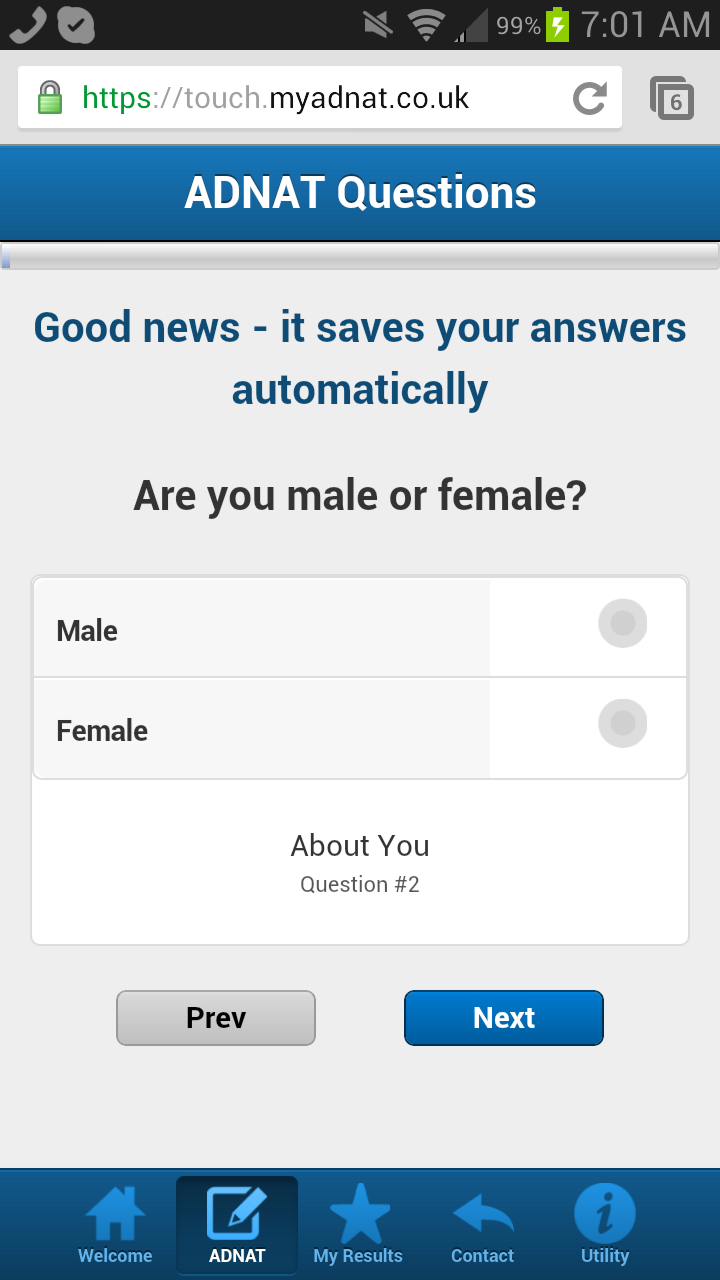 99% 7:01 AM
https://touch.myadnat.co.uk 6
ADNAT Questions
Good news - it saves your answers
automatically
Are you male or female?
Male
Female
About You
Question #2
Prev Next
Welcome ADNAT My Results Contact Utility